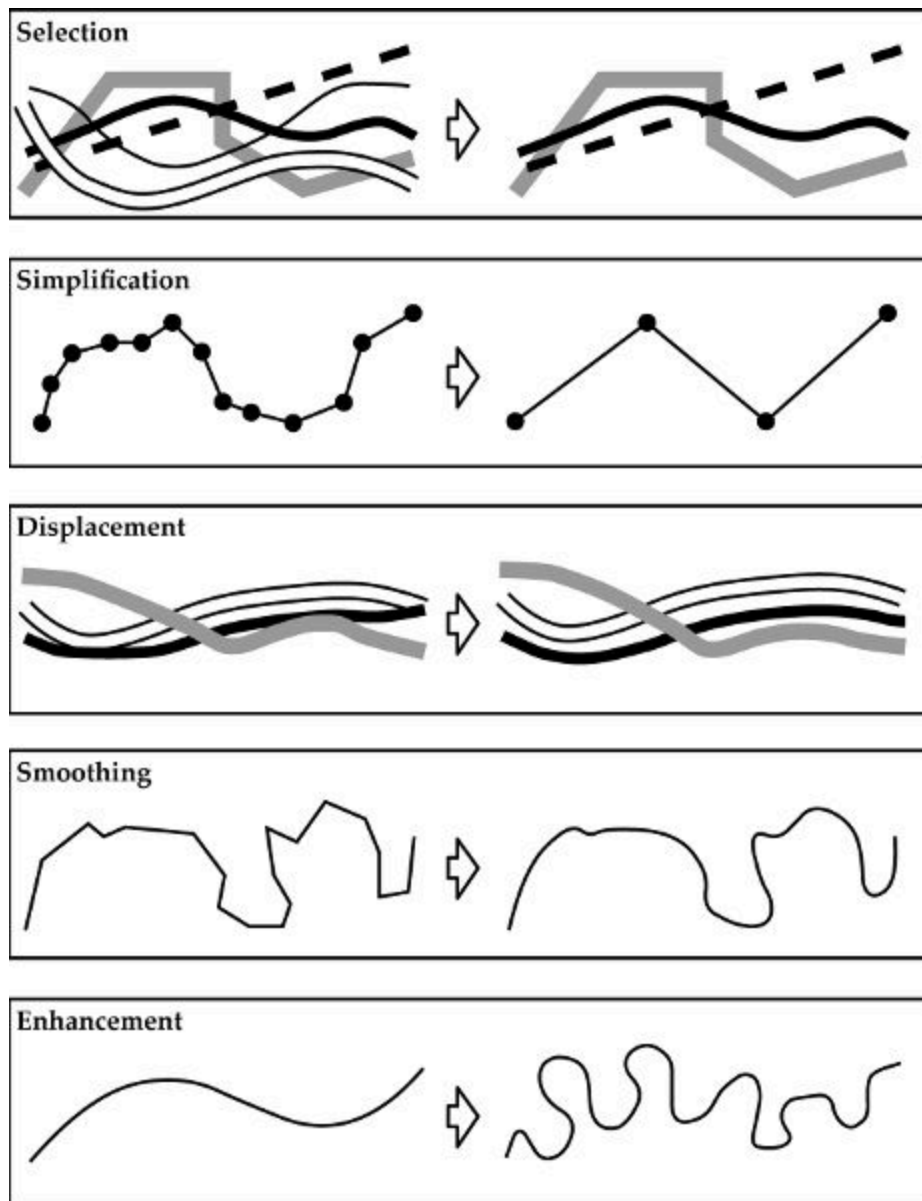 Selection
Simplification
Displacement
Smoothing
Enhancement